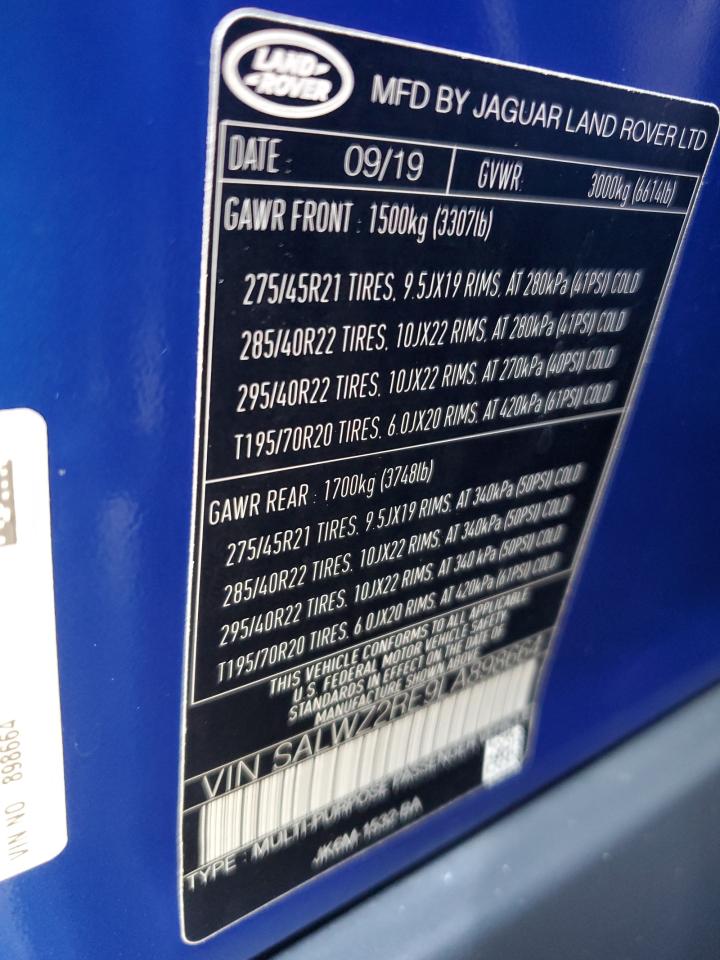 LAND ROVER
MFD BY JAGUAR LAND ROVER LTD
DATE : 09/19
GVWR: 3000kg (6614lb)
GAWR FRONT : 1500kg (3307lb)
275/45R21 TIRES, 9.5JX19 RIMS, AT 280kPa (41PSI) COLD
285/40R22 TIRES, 10JX22 RIMS, AT 280kPa (41PSI) COLD
295/40R22 TIRES, 10JX22 RIMS, AT 270kPa (40PSI) COLD
T195/70R20 TIRES, 6.0JX20 RIMS, AT 420kPa (61PSI) COLD
GAWR REAR : 1700kg (3748lb)
275/45R21 TIRES, 9.5JX19 RIMS, AT 340kPa (50PSI) COLD
285/40R22 TIRES, 10JX22 RIMS, AT 340kPa (50PSI) COLD
295/40R22 TIRES, 10JX22 RIMS, AT 340kPa (50PSI) COLD
T195/70R20 TIRES, 6.0JX20 RIMS, AT 420kPa (61PSI) COLD
THIS VEHICLE CONFORMS TO ALL APPLICABLE
U.S. FEDERAL MOTOR VEHICLE SAFETY
STANDARDS IN EFFECT ON THE DATE OF
MANUFACTURE SHOWN ABOVE
VIN SALWZ2RE9LA898664
TYPE : MULTI-PURPOSE PASSENGER
VIN NO 898664